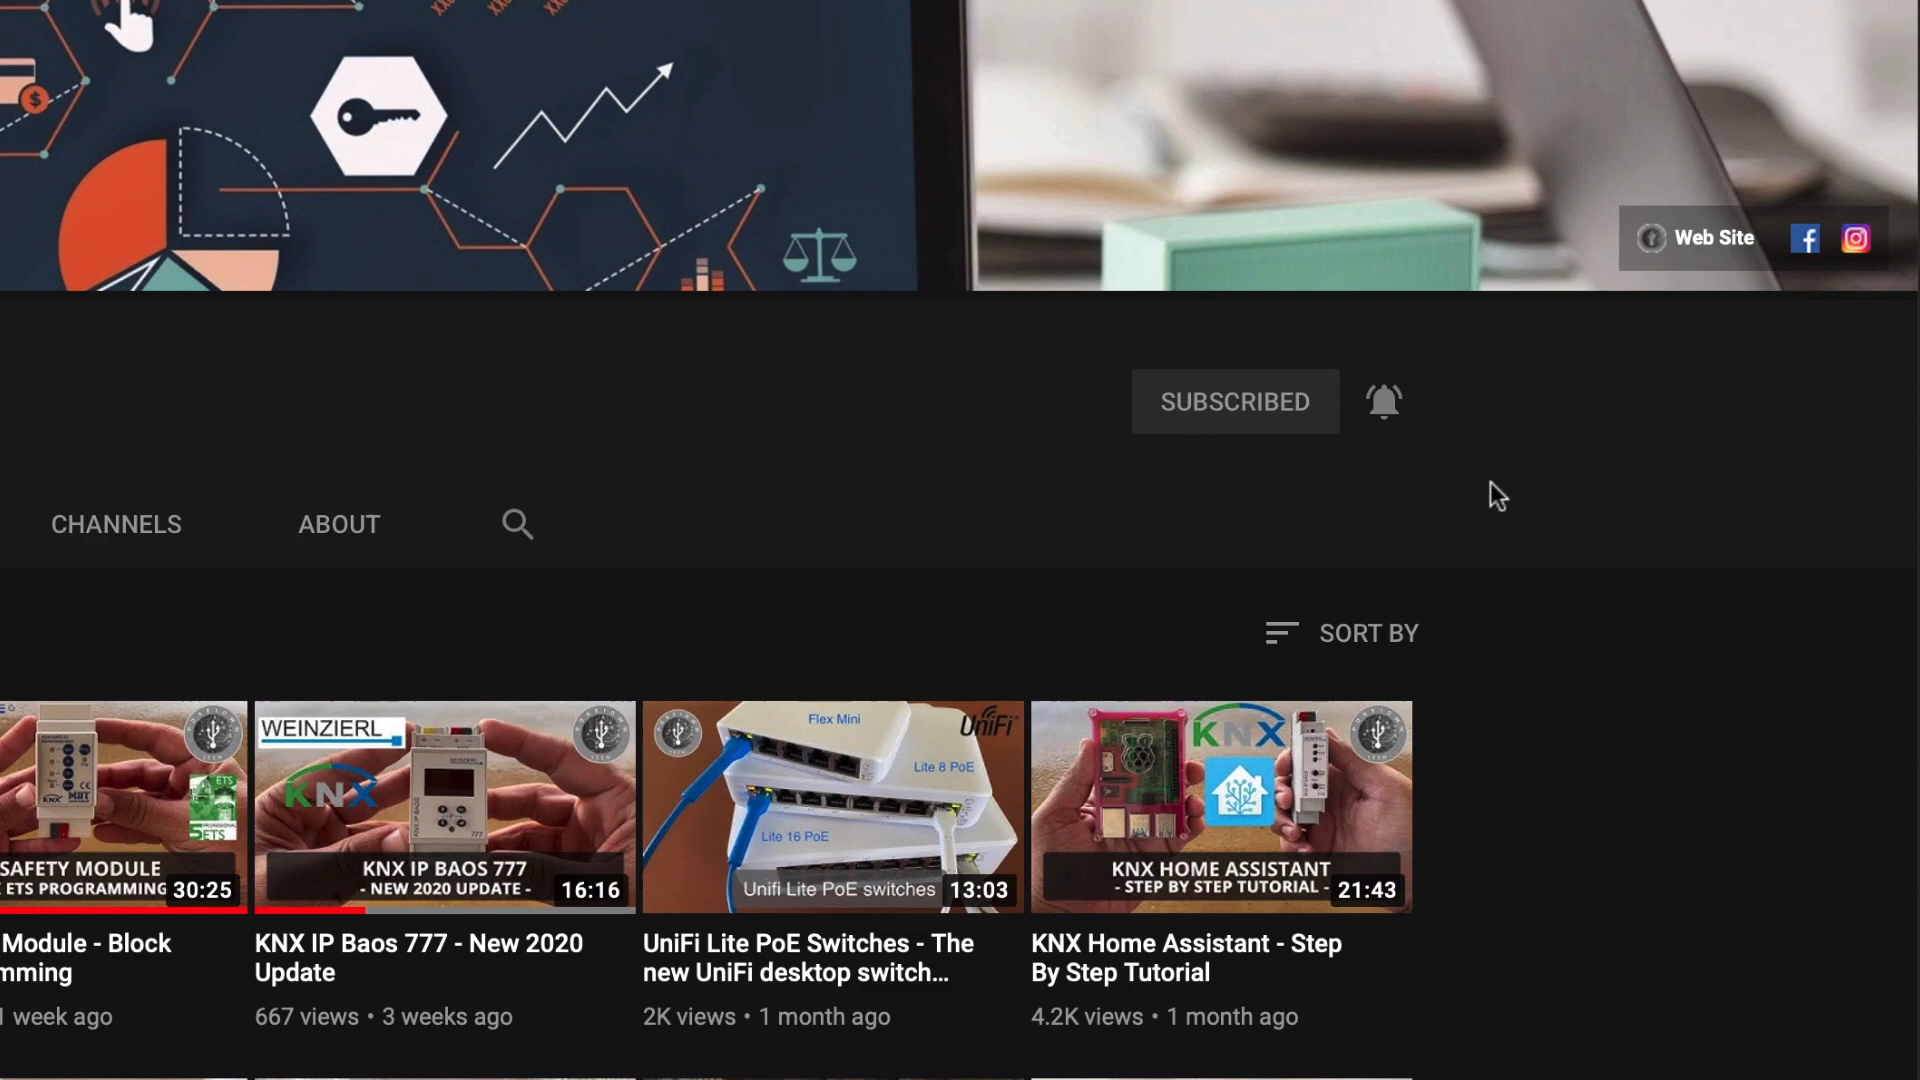 Web Site
SUBSCRIBED
CHANNELS
ABOUT
SORT BY
SAFETY MODULE
ETS PROGRAMMING
30:25
ETS
5ETS
WEINZIERL
KNX
KNX IP BAOS 777
- NEW 2020 UPDATE -
16:16
Flex Mini
UniFi
Lite 8 PoE
Lite 16 PoE
Unifi Lite PoE switches
13:03
KNX
KNX HOME ASSISTANT
- STEP BY STEP TUTORIAL -
21:43
Module - Block
mming
1 week ago
KNX IP Baos 777 - New 2020
Update
667 views • 3 weeks ago
UniFi Lite PoE Switches - The
new UniFi desktop switch...
2K views • 1 month ago
KNX Home Assistant - Step
By Step Tutorial
4.2K views • 1 month ago